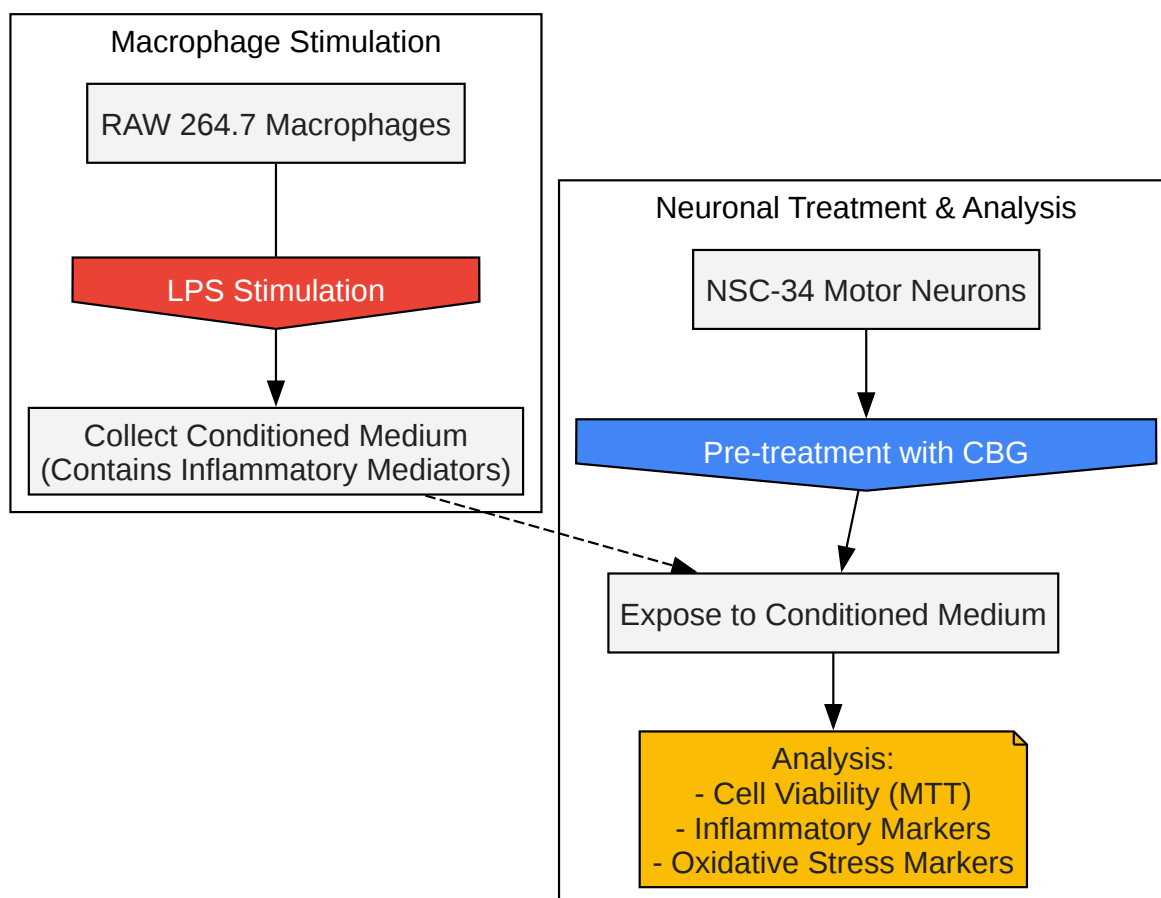 Macrophage Stimulation
RAW 264.7 Macrophages
LPS Stimulation
Collect Conditioned Medium
(Contains Inflammatory Mediators)
Neuronal Treatment & Analysis
NSC-34 Motor Neurons
Pre-treatment with CBG
Expose to Conditioned Medium
Analysis:
- Cell Viability (MTT)
- Inflammatory Markers
- Oxidative Stress Markers